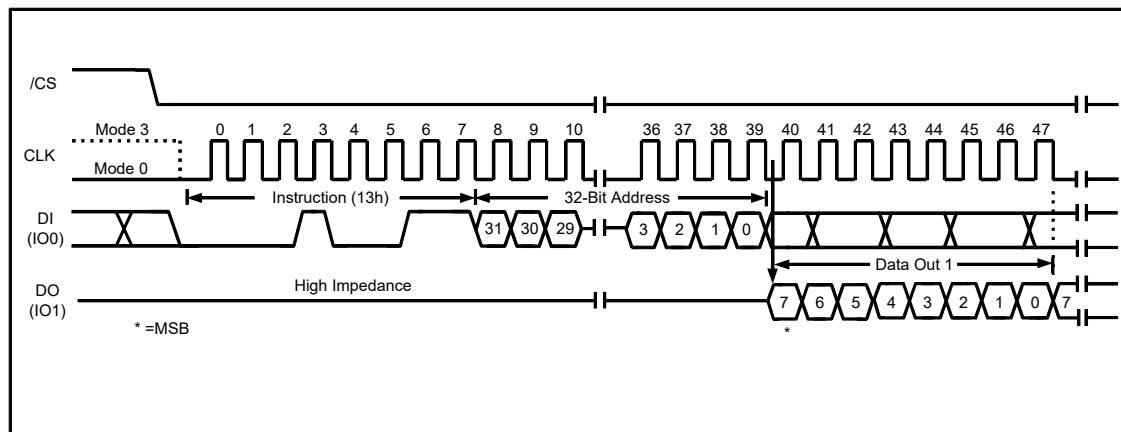 /CS
Mode 3
0 1 2 3 4 5 6 7 8 9 10 36 37 38 39 40 41 42 43 44 45 46 47
CLK
Mode 0
Instruction (13h) 32-Bit Address
DI
(IO0)
31 30 29 3 2 1 0
Data Out 1
High Impedance
DO
(IO1)
7 6 5 4 3 2 1 0 7
* =MSB *